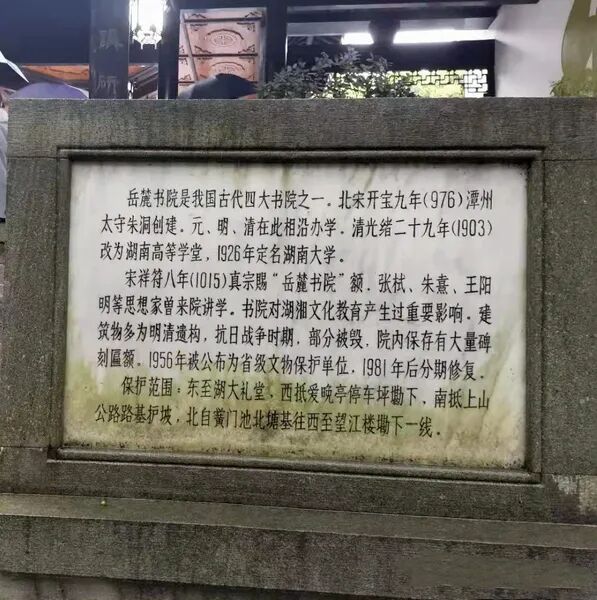 岳麓书院是我国古代四大书院之一。北宋开宝九年(976)潭州
太守朱洞创建。元、明、清在此相沿办学。清光绪二十九年(1903)
改为湖南高等学堂，1926年定名湖南大学。
宋祥符八年(1015)真宗赐“岳麓书院”额．张栻、朱熹、王阳
明等思想家曾来院讲学。书院对湖湘文化教育产生过重要影响．建
筑物多为明清遗构，抗日战争时期，部分被毁，院内保存有大量碑
刻匾额．1956年被公布为省级文物保护单位，1981年后分期修复。
保护范围：东至湖大礼堂，西抵爱晚亭停车坪墈下，南抵上山
公路路基护坡，北自黉门池北塘基往西至望江楼墈下一线．